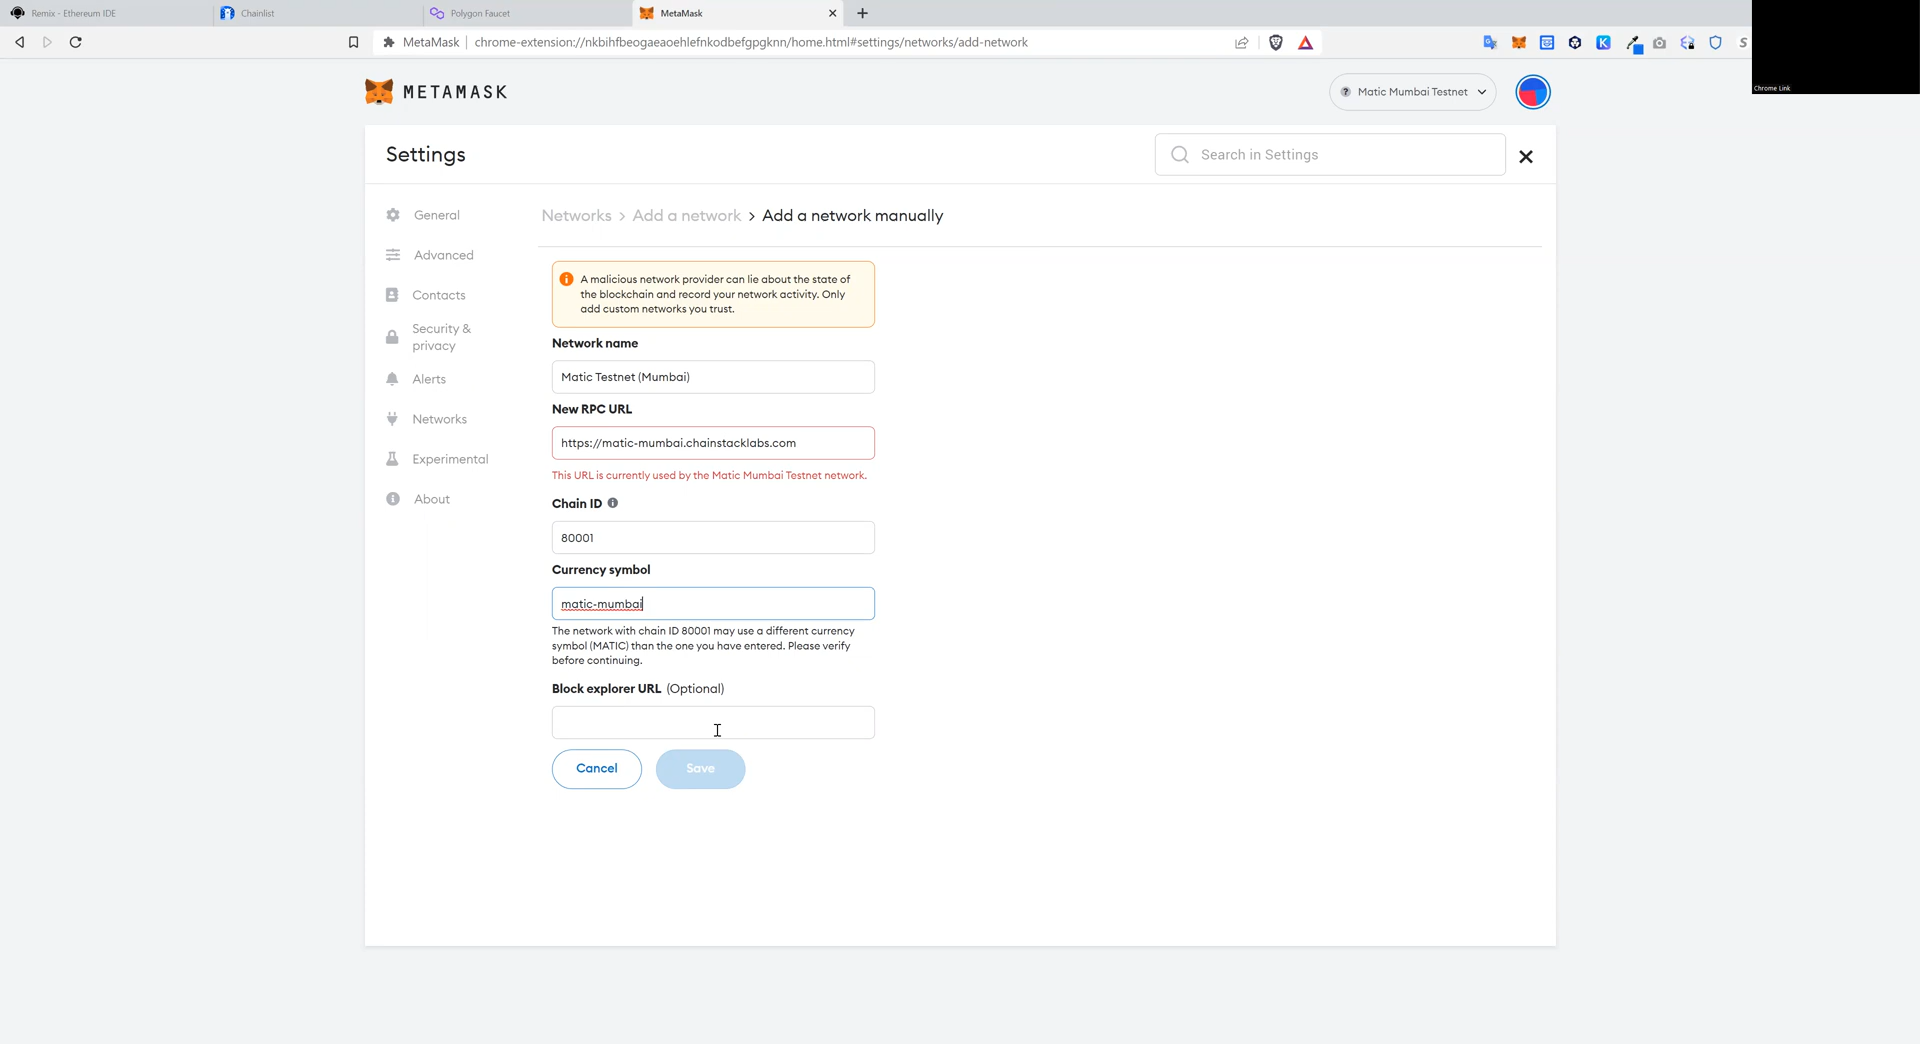 Remix - Ethereum IDE
Chainlist
Polygon Faucet
MetaMask
MetaMask
chrome-extension://nkbihfbeogaeaoehlefnkodbefgpgknn/home.html#settings/networks/add-network
Chrome Link
METAMASK
Matic Mumbai Testnet
Settings
Search in Settings
General
Advanced
Contacts
Security &
privacy
Alerts
Networks
Experimental
About
Networks > Add a network > Add a network manually
A malicious network provider can lie about the state of
the blockchain and record your network activity. Only
add custom networks you trust.
Network name
Matic Testnet (Mumbai)
New RPC URL
https://matic-mumbai.chainstacklabs.com
This URL is currently used by the Matic Mumbai Testnet network.
Chain ID
80001
Currency symbol
matic-mumbai
The network with chain ID 80001 may use a different currency
symbol (MATIC) than the one you have entered. Please verify
before continuing.
Block explorer URL (Optional)
Cancel
Save